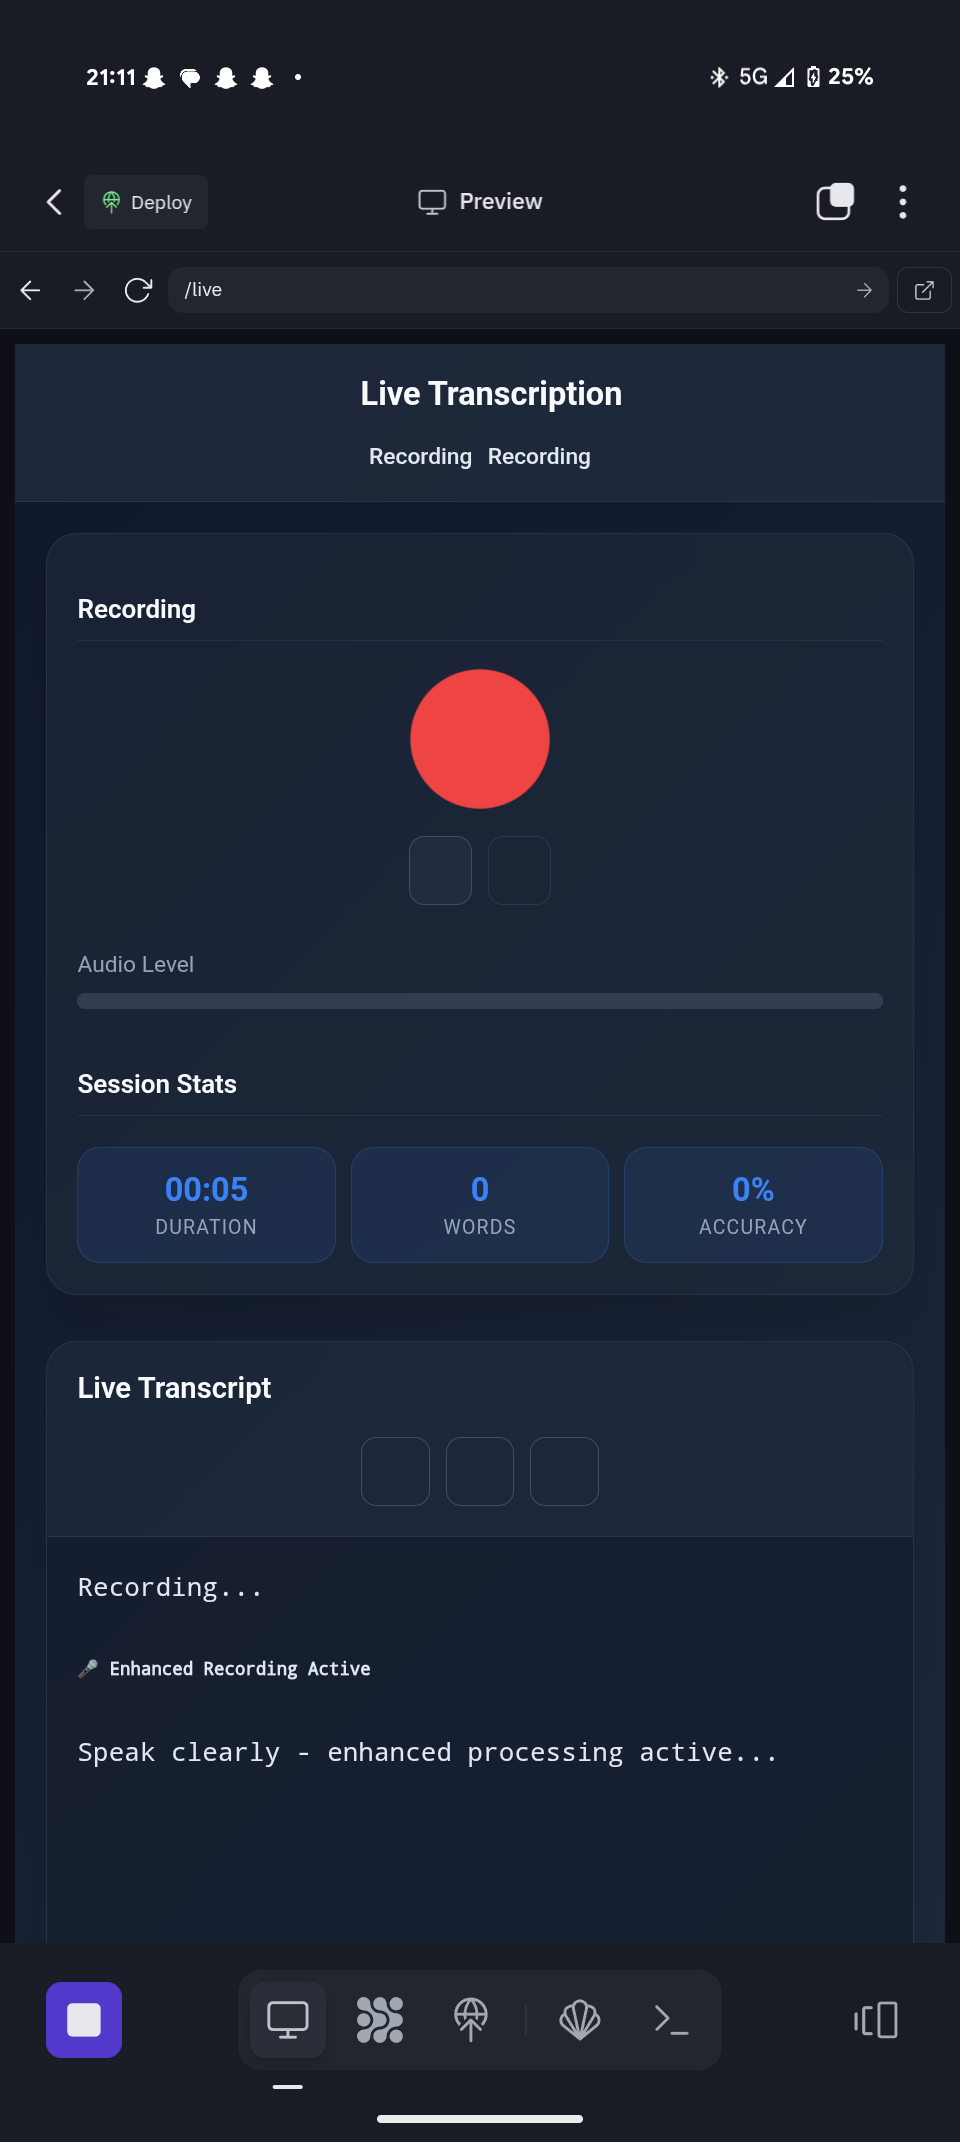 21:11
5G 25%
Deploy
Preview
/live
Live Transcription
Recording Recording
Recording
Audio Level
Session Stats
00:05 0 0%
DURATION WORDS ACCURACY
Live Transcript
Recording...
🎤 Enhanced Recording Active
Speak clearly - enhanced processing active...